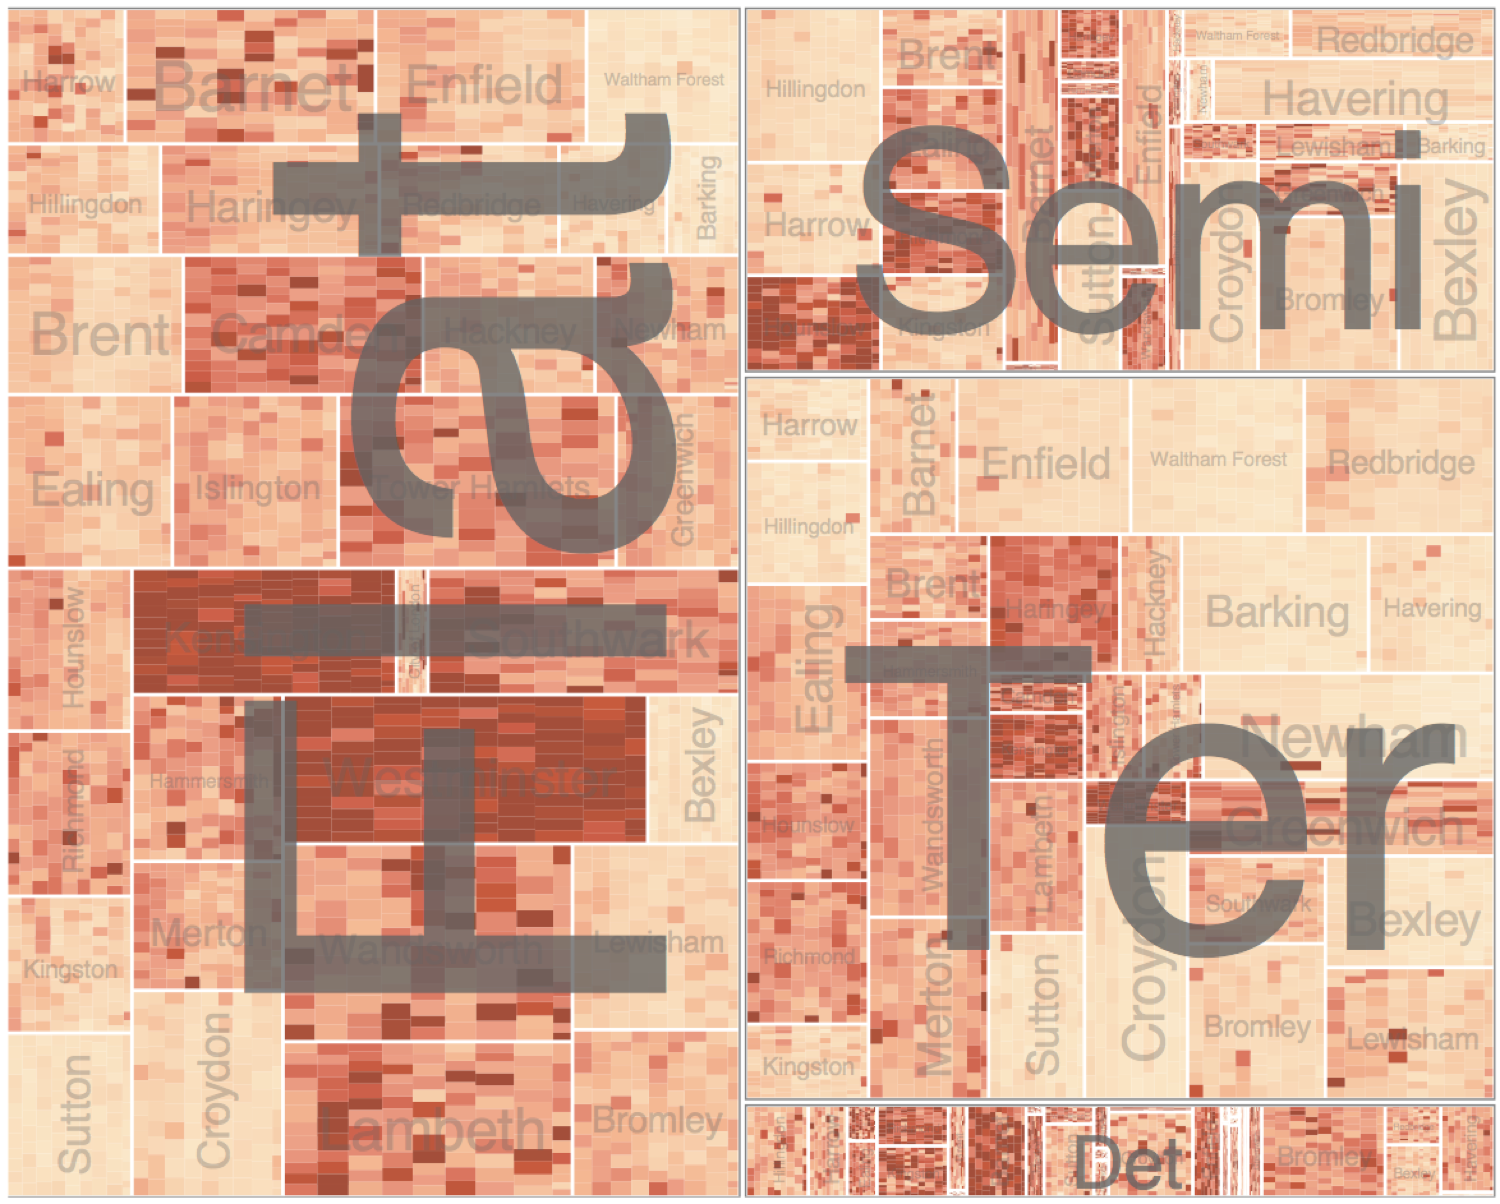 Flat
Harrow
Barnet
Enfield
Waltham Forest
Hillingdon
Haringey
Redbridge
Havering
Barking
Brent
Camden
Hackney
Newham
Ealing
Islington
Tower Hamlets
Greenwich
Hounslow
Southwark
Richmond
Hammersmith
Westminster
Bexley
Merton
Wandsworth
Lewisham
Kingston
Sutton
Croydon
Lambeth
Bromley
Semi
Hillingdon
Brent
Barnet
Enfield
Waltham Forest
Redbridge
Havering
Harrow
Ealing
Sutton
Lewisham
Barking
Kingston
Croydon
Bromley
Bexley
Ter
Harrow
Barnet
Enfield
Waltham Forest
Redbridge
Hillingdon
Brent
Haringey
Hackney
Barking
Havering
Ealing
Islington
Newham
Hounslow
Wandsworth
Lambeth
Greenwich
Richmond
Southwark
Bexley
Kingston
Merton
Sutton
Croydon
Bromley
Lewisham
Det
Bromley
Bexley
Havering